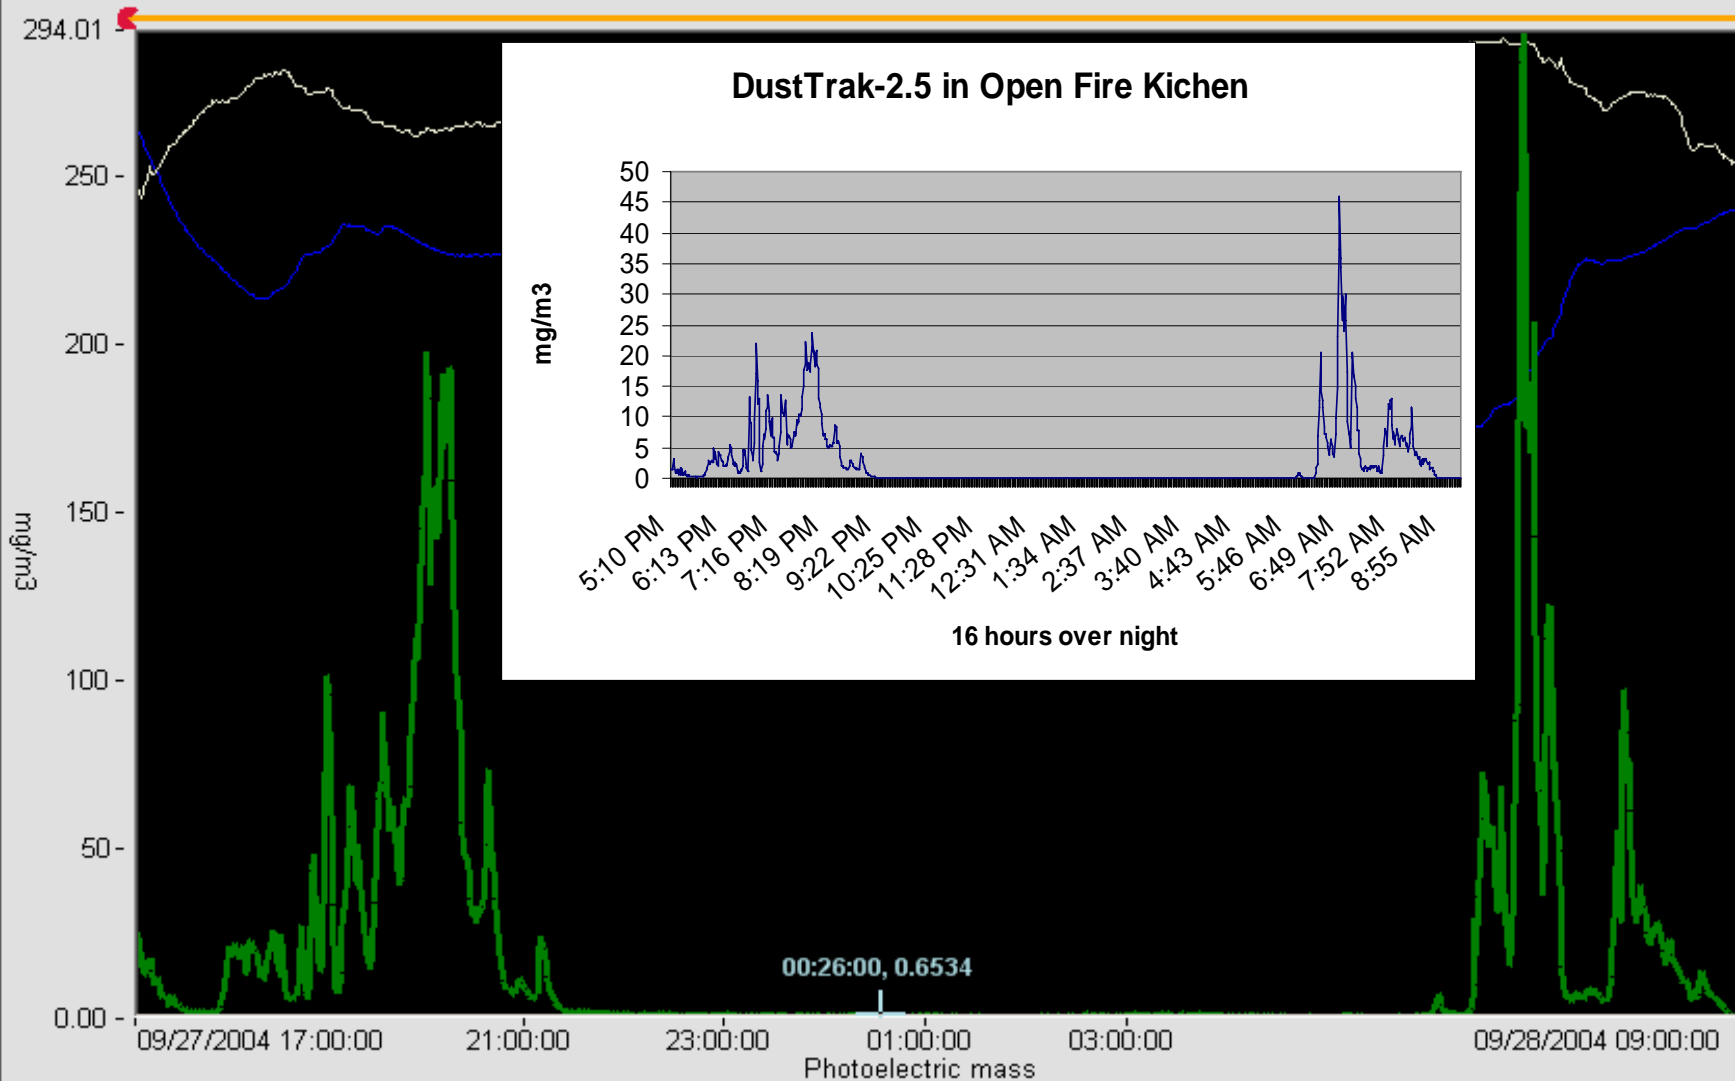 294.01
250
200
150
100
50
0.00
mg/m3
DustTrak-2.5 in Open Fire Kichen
50
45
40
35
30
25
20
15
10
5
0
mg/m3
5:10 PM
6:13 PM
7:16 PM
8:19 PM
9:22 PM
10:25 PM
11:28 PM
12:31 AM
1:34 AM
2:37 AM
3:40 AM
4:43 AM
5:46 AM
6:49 AM
7:52 AM
8:55 AM
16 hours over night
00:26:00, 0.6534
09/27/2004 17:00:00 21:00:00 23:00:00 01:00:00 03:00:00 09/28/2004 09:00:00
Photoelectric mass